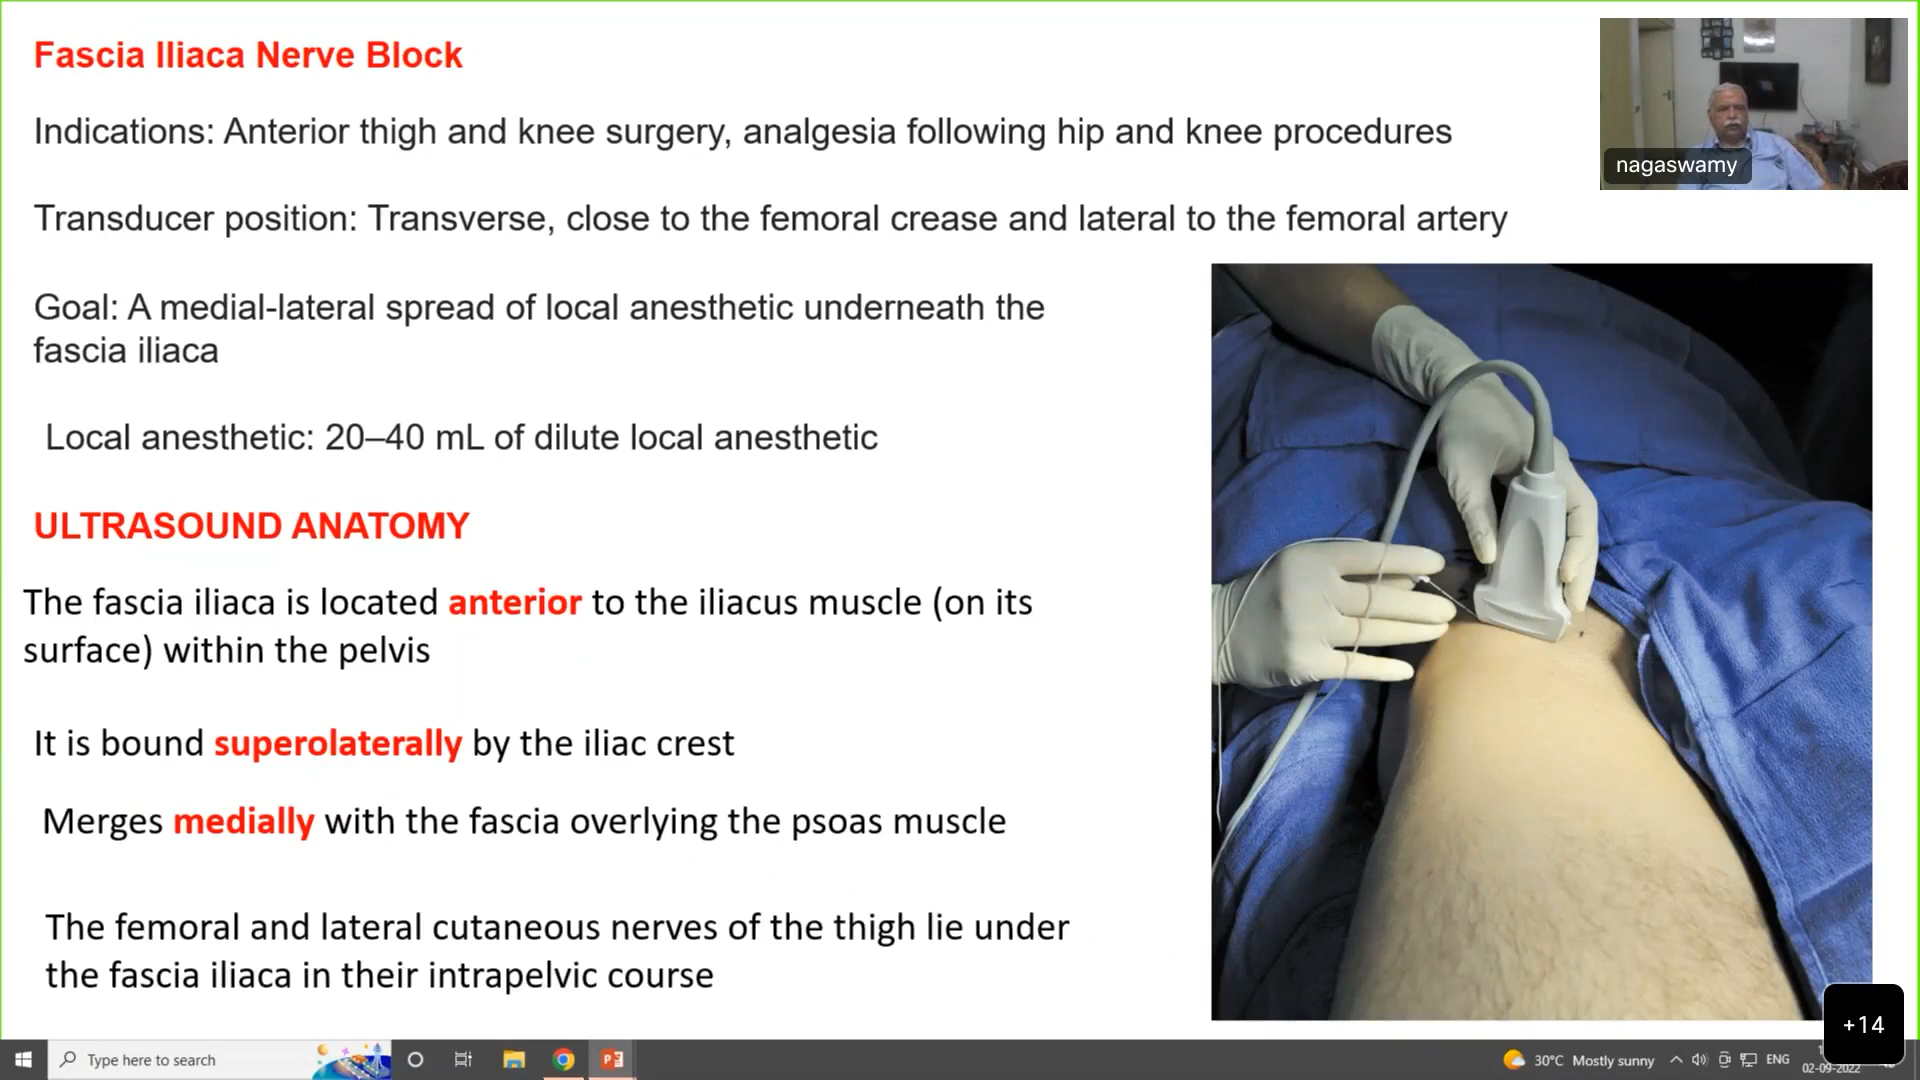 Fascia Iliaca Nerve Block
Indications: Anterior thigh and knee surgery, analgesia following hip and knee procedures
nagaswamy
Transducer position: Transverse, close to the femoral crease and lateral to the femoral artery
Goal: A medial-lateral spread of local anesthetic underneath the
fascia iliaca
Local anesthetic: 20–40 mL of dilute local anesthetic
ULTRASOUND ANATOMY
The fascia iliaca is located anterior to the iliacus muscle (on its
surface) within the pelvis
It is bound superolaterally by the iliac crest
Merges medially with the fascia overlying the psoas muscle
The femoral and lateral cutaneous nerves of the thigh lie under
the fascia iliaca in their intrapelvic course
+14
Type here to search
30°C Mostly sunny
ENG
02-09-2022